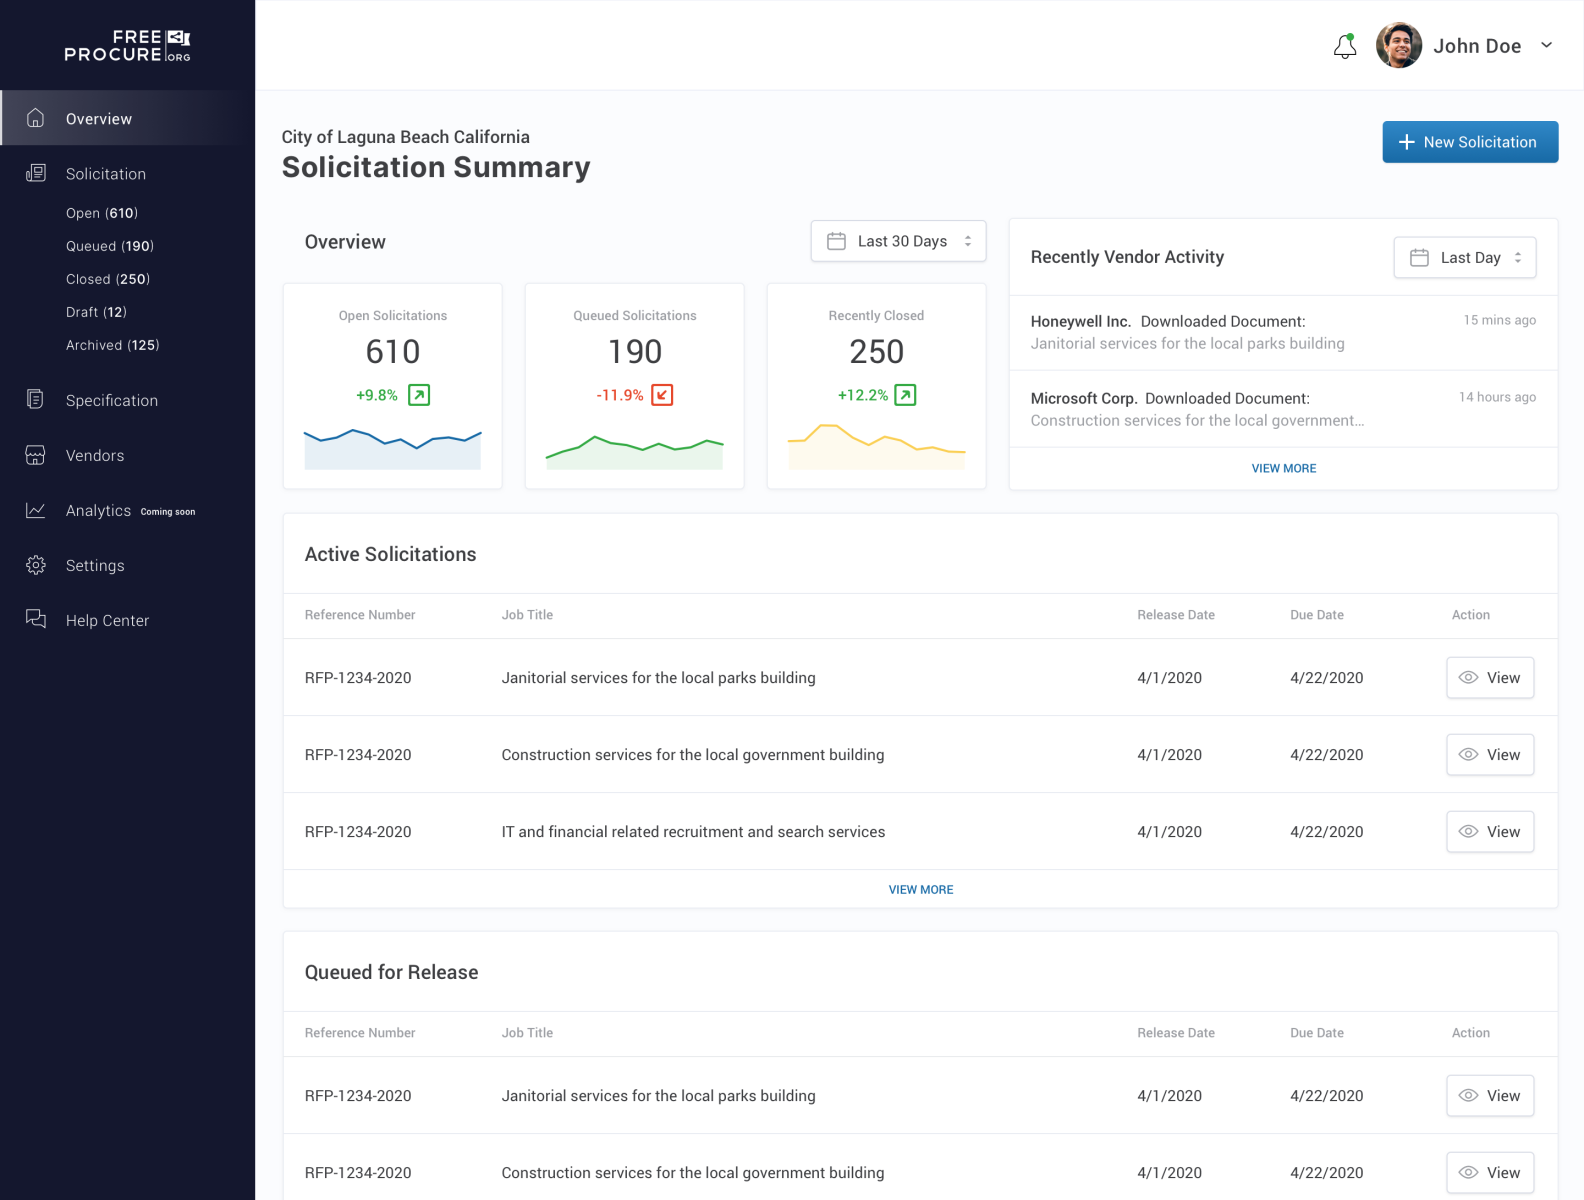 FREE
PROCURE.ORG
Overview
Solicitation
Open (610)
Queued (190)
Closed (250)
Draft (12)
Archived (125)
Specification
Vendors
Analytics Coming soon
Settings
Help Center
John Doe
City of Laguna Beach California
Solicitation Summary
New Solicitation
Overview
Last 30 Days
Open Solicitations
610
+9.8%
Queued Solicitations
190
-11.9%
Recently Closed
250
+12.2%
Recently Vendor Activity
Last Day
Honeywell Inc. Downloaded Document: 15 mins ago
Janitorial services for the local parks building
Microsoft Corp. Downloaded Document: 14 hours ago
Construction services for the local government...
VIEW MORE
Active Solicitations
Reference Number Job Title Release Date Due Date Action
RFP-1234-2020 Janitorial services for the local parks building 4/1/2020 4/22/2020 View
RFP-1234-2020 Construction services for the local government building 4/1/2020 4/22/2020 View
RFP-1234-2020 IT and financial related recruitment and search services 4/1/2020 4/22/2020 View
VIEW MORE
Queued for Release
Reference Number Job Title Release Date Due Date Action
RFP-1234-2020 Janitorial services for the local parks building 4/1/2020 4/22/2020 View
RFP-1234-2020 Construction services for the local government building 4/1/2020 4/22/2020 View